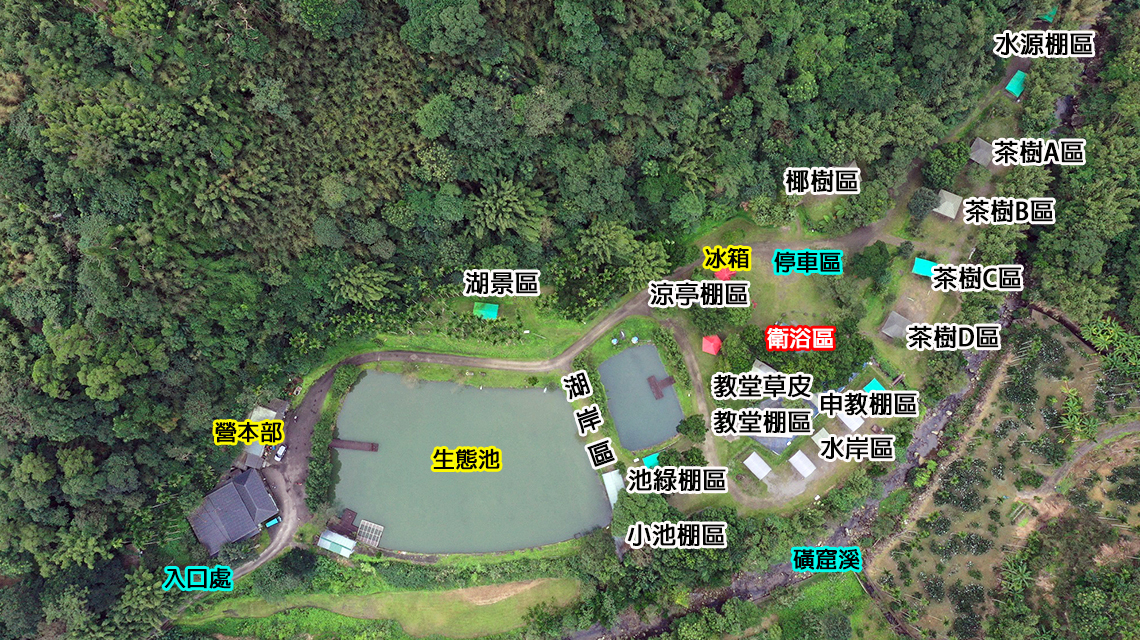 水源棚區
茶樹A區
椰樹區
茶樹B區
冰箱
停車區
茶樹C區
湖景區
涼亭棚區
衛浴區
茶樹D區
湖岸區
教堂草皮
申教棚區
教堂棚區
營本部
水岸區
生態池
池綠棚區
小池棚區
磺窟溪
入口處